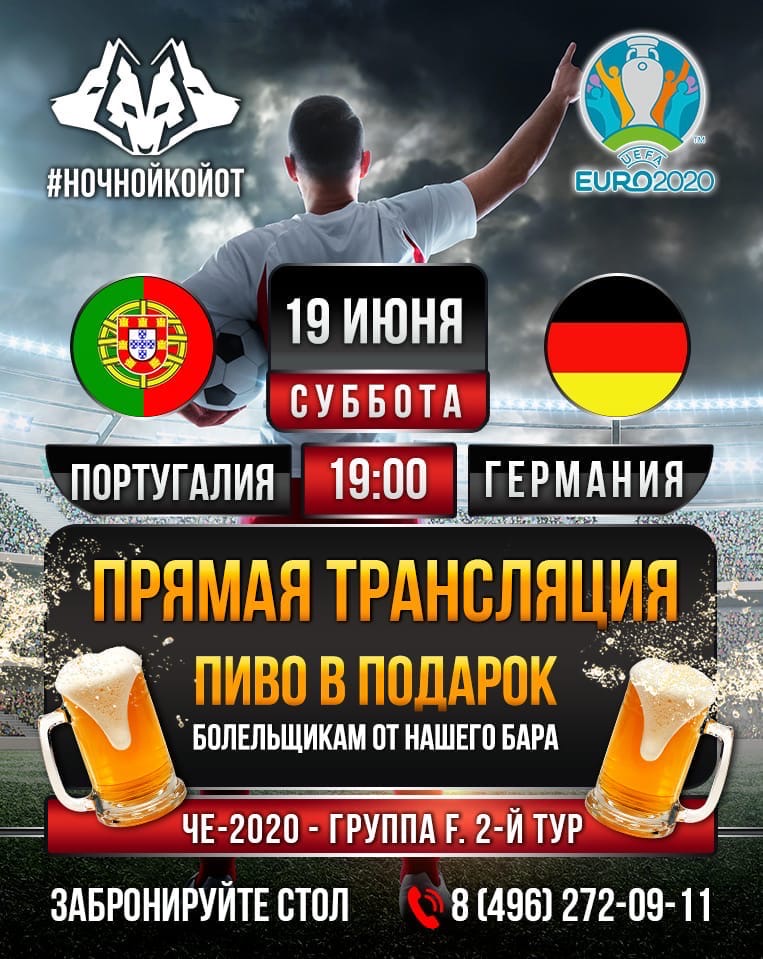 #НОЧНОЙКОЙОТ
UEFA
EURO2020
TM
19 ИЮНЯ
СУББОТА
ПОРТУГАЛИЯ
19:00
ГЕРМАНИЯ
ПРЯМАЯ ТРАНСЛЯЦИЯ
ПИВО В ПОДАРОК
БОЛЕЛЬЩИКАМ ОТ НАШЕГО БАРА
ЧЕ-2020 - ГРУППА F. 2-Й ТУР
ЗАБРОНИРУЙТЕ СТОЛ
8 (496) 272-09-11